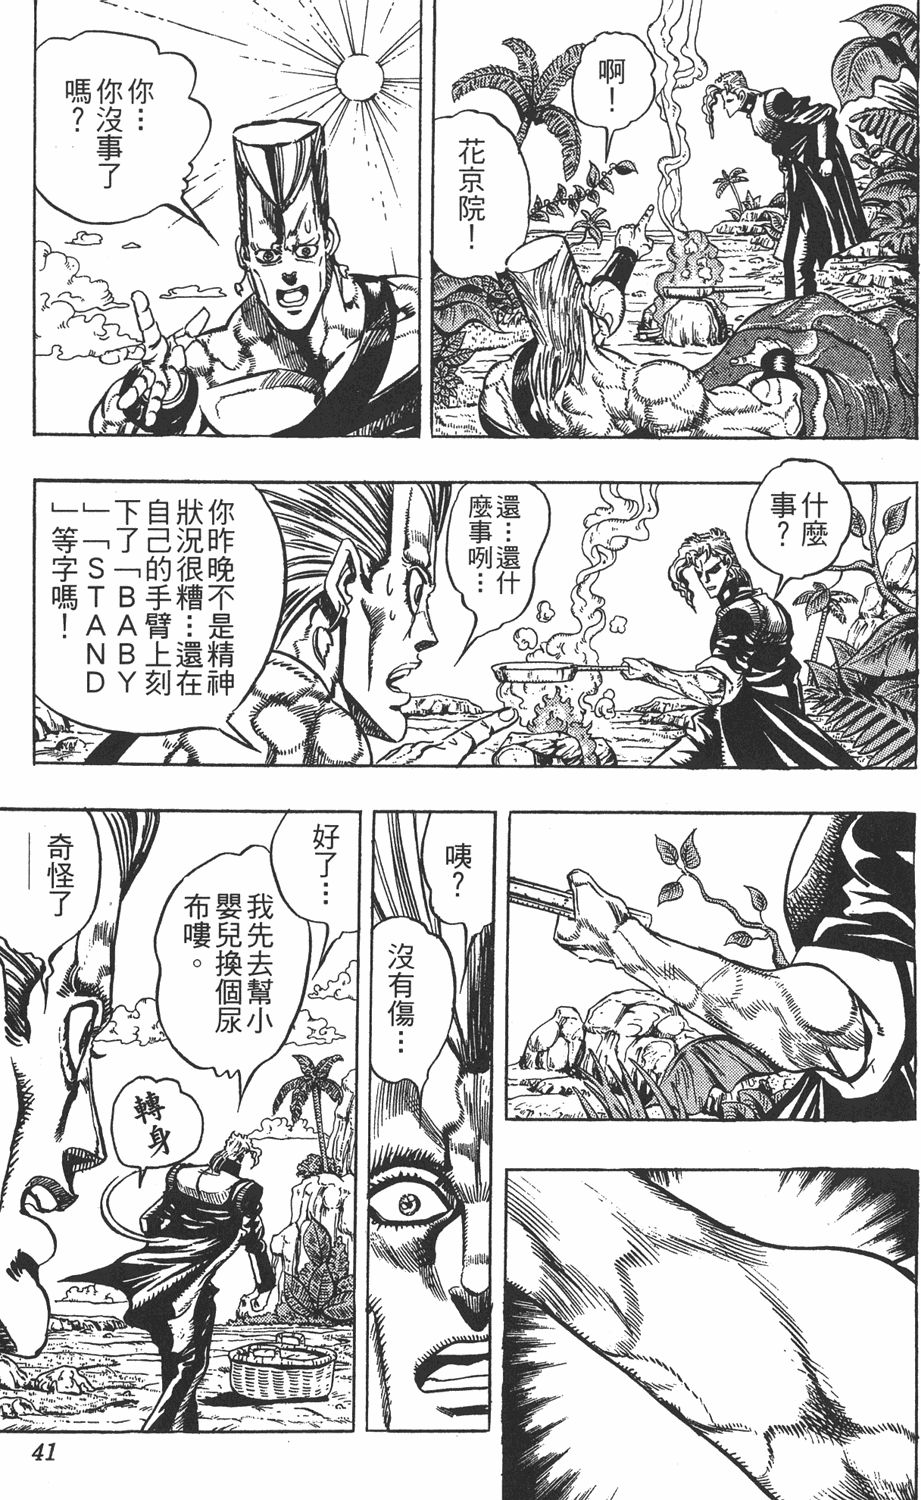 啊！
花京院！
你…
你沒事了
嗎？
什麼
事？
還…還什
麼事咧…
你昨晚不是精神
狀況很糟…還在
自己的手臂上刻
下了「ＢＡＢＹ
」「ＳＴＡＮＤ
」等字嗎！
咦？
沒有傷…
好了…
我先去幫小
嬰兒換個尿
布嘍。
轉身
奇怪了
──
41